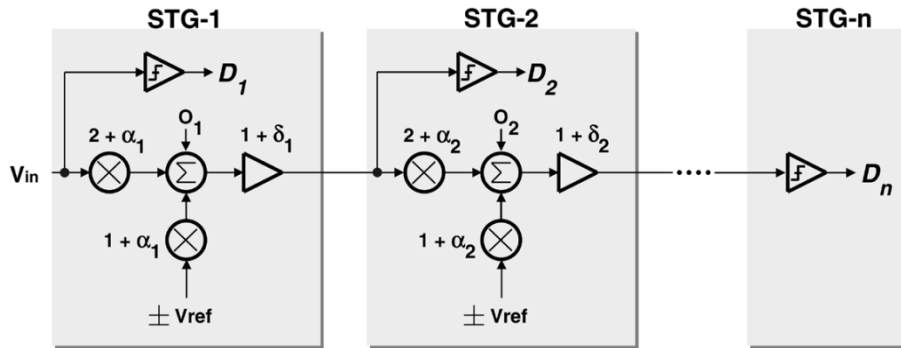 STG-1
STG-2
STG-n
D1
D2
O1
O2
2 + α1
1 + δ1
2 + α2
1 + δ2
Vin
Σ
Σ
....
Dn
1 + α1
1 + α2
± Vref
± Vref